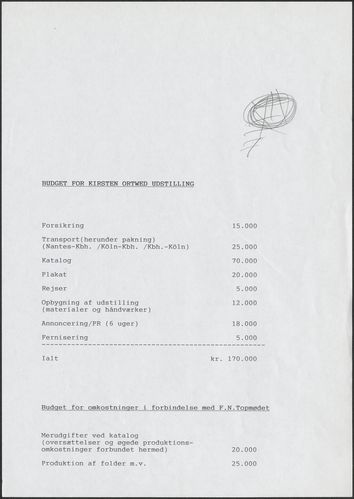 BUDGET FOR KIRSTEN ORTWED UDSTILLING
Forsikring 15.000
Transport(herunder pakning)
(Nantes-Kbh. /Köln-Kbh. /Kbh.-Köln) 25.000
Katalog 70.000
Plakat 20.000
Rejser 5.000
Opbygning af udstilling 12.000
(materialer og håndværker)
Annoncering/PR (6 uger) 18.000
Fernisering 5.000
Ialt kr. 170.000
Budget for omkostninger i forbindelse med F.N.Topmødet
Merudgifter ved katalog
(oversættelser og øgede produktions-
omkostninger forbundet hermed) 20.000
Produktion af folder m.v. 25.000